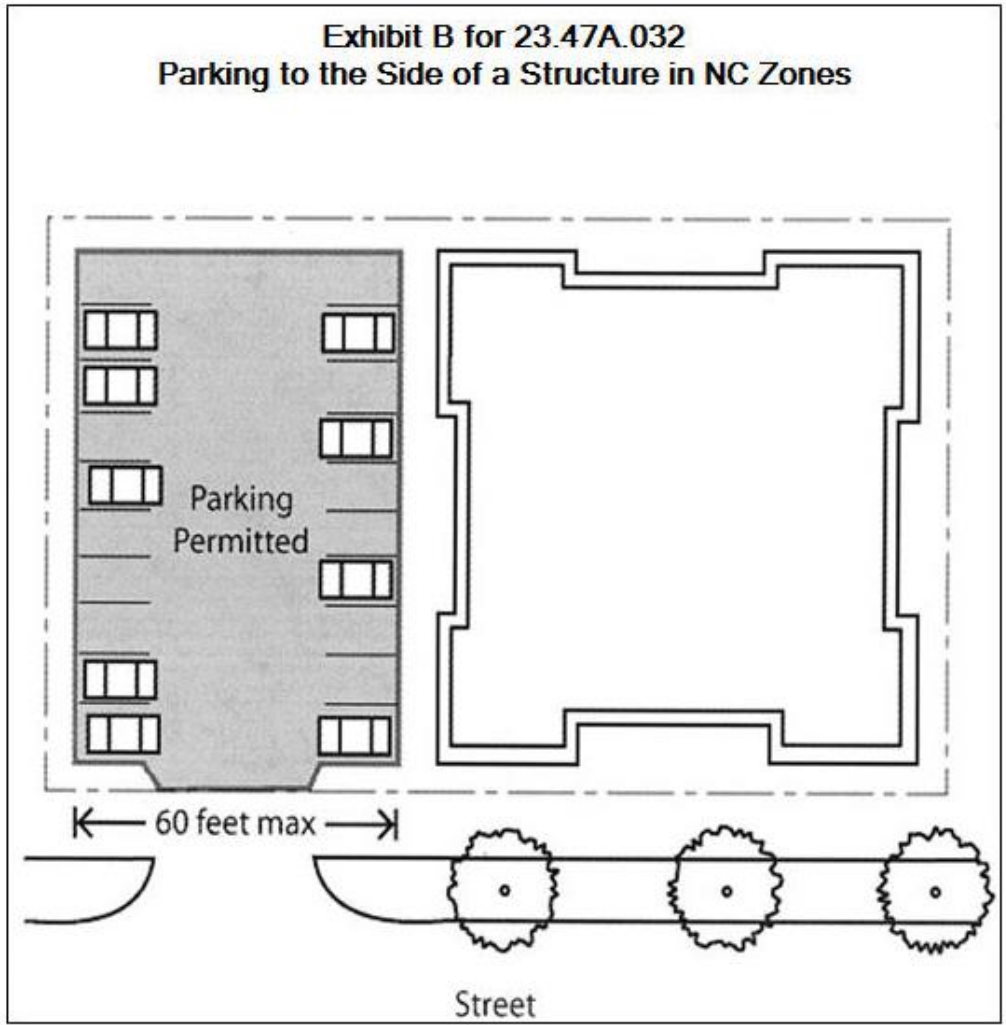 Exhibit B for 23.47A.032
Parking to the Side of a Structure in NC Zones
Parking
Permitted
60 feet max
Street